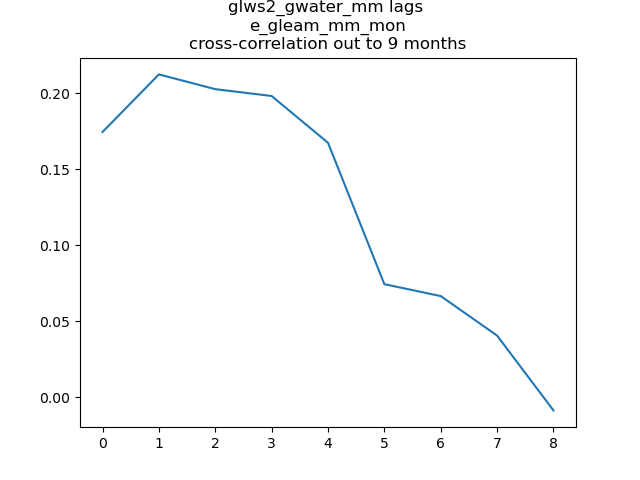 glws2_gwater_mm lags
e_gleam_mm_mon
cross-correlation out to 9 months
0.20
0.15
0.10
0.05
0.00
0 1 2 3 4 5 6 7 8